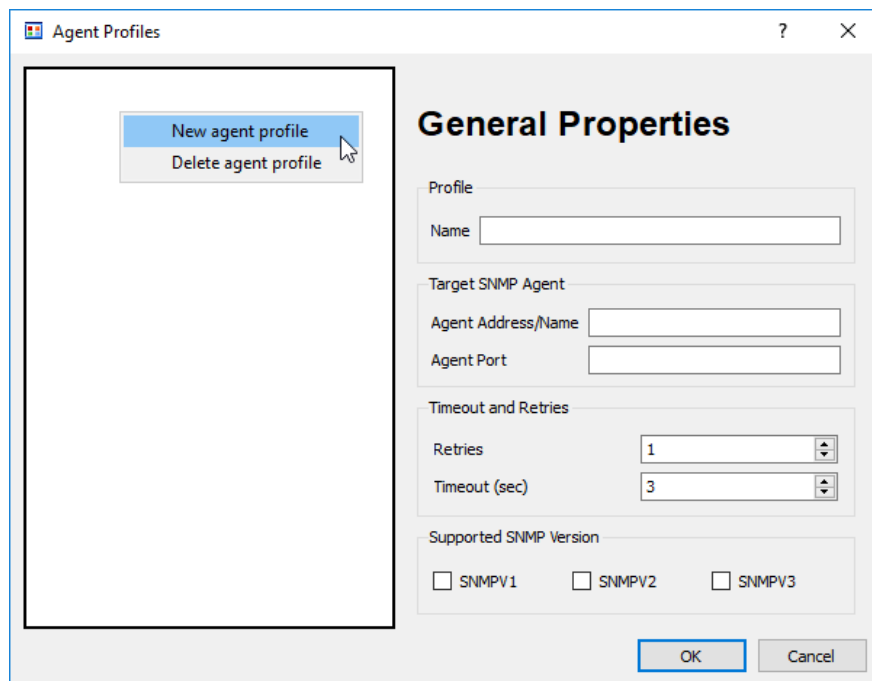 Agent Profiles
?
New agent profile
Delete agent profile
General Properties
Profile
Name
Target SNMP Agent
Agent Address/Name
Agent Port
Timeout and Retries
Retries 1
Timeout (sec) 3
Supported SNMP Version
SNMPV1 SNMPV2 SNMPV3
OK Cancel